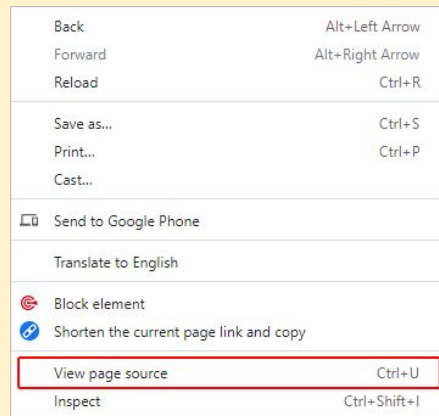 Back Alt+Left Arrow
Forward Alt+Right Arrow
Reload Ctrl+R
Save as... Ctrl+S
Print... Ctrl+P
Cast...
Send to Google Phone
Translate to English
Block element
Shorten the current page link and copy
View page source Ctrl+U
Inspect Ctrl+Shift+I